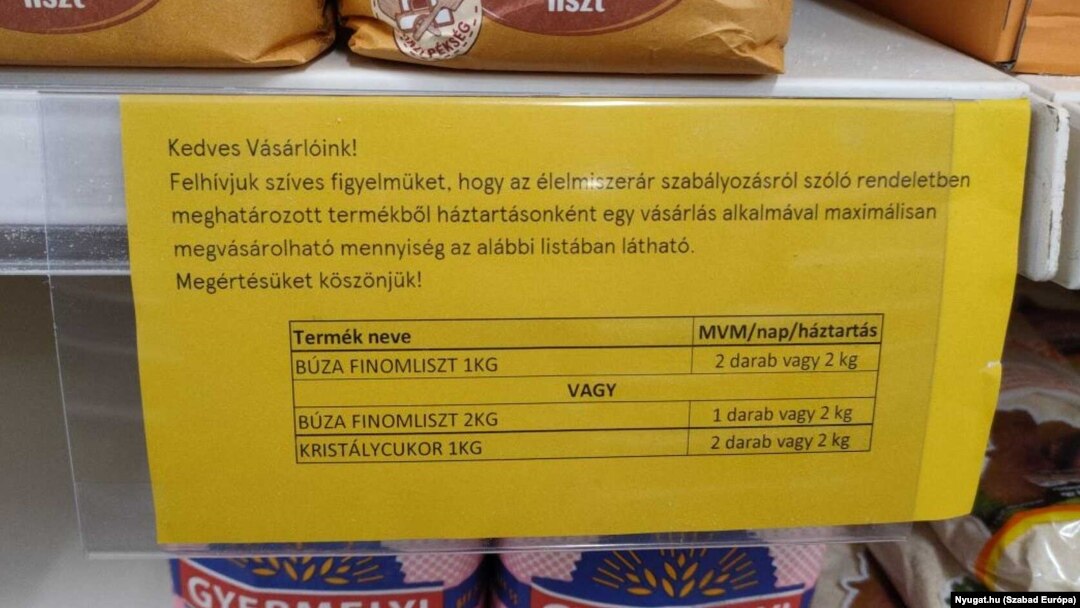 liszt
liszt
HÁZI PÉKSÉG
Kedves Vásárlóink!
Felhívjuk szíves figyelmüket, hogy az élelmiszerár szabályozásról szóló rendeletben
meghatározott termékből háztartásonként egy vásárlás alkalmával maximálisan
megvásárolható mennyiség az alábbi listában látható.
Megértésüket köszönjük!
Termék neve MVM/nap/háztartás
BÚZA FINOMLISZT 1KG 2 darab vagy 2 kg
VAGY
BÚZA FINOMLISZT 2KG 1 darab vagy 2 kg
KRISTÁLYCUKOR 1KG 2 darab vagy 2 kg
GYERMELYI
Nyugat.hu (Szabad Európa)